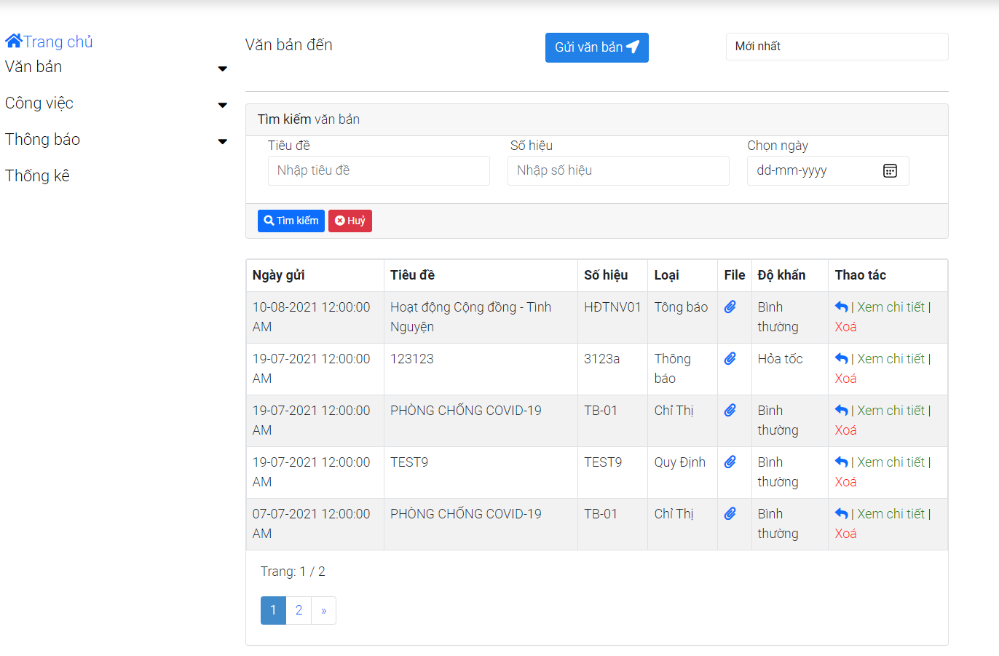 Trang chủ
Văn bản
Công việc
Thông báo
Thống kê
Văn bản đến
Gửi văn bản
Mới nhất
Tìm kiếm văn bản
Tiêu đề
Số hiệu
Chọn ngày
Nhập tiêu đề
Nhập số hiệu
dd-mm-yyyy
Tìm kiếm
Huỷ
Ngày gửi Tiêu đề Số hiệu Loại File Độ khẩn Thao tác
10-08-2021 12:00:00 Hoạt động Cộng đồng - Tình HĐTNV01 Tông báo Bình | Xem chi tiết |
AM Nguyện thường Xoá
19-07-2021 12:00:00 123123 3123a Thông Hỏa tốc | Xem chi tiết |
AM báo Xoá
19-07-2021 12:00:00 PHÒNG CHỐNG COVID-19 TB-01 Chỉ Thị Bình | Xem chi tiết |
AM thường Xoá
19-07-2021 12:00:00 TEST9 TEST9 Quy Định Bình | Xem chi tiết |
AM thường Xoá
07-07-2021 12:00:00 PHÒNG CHỐNG COVID-19 TB-01 Chỉ Thị Bình | Xem chi tiết |
AM thường Xoá
Trang: 1 / 2
1 2 »